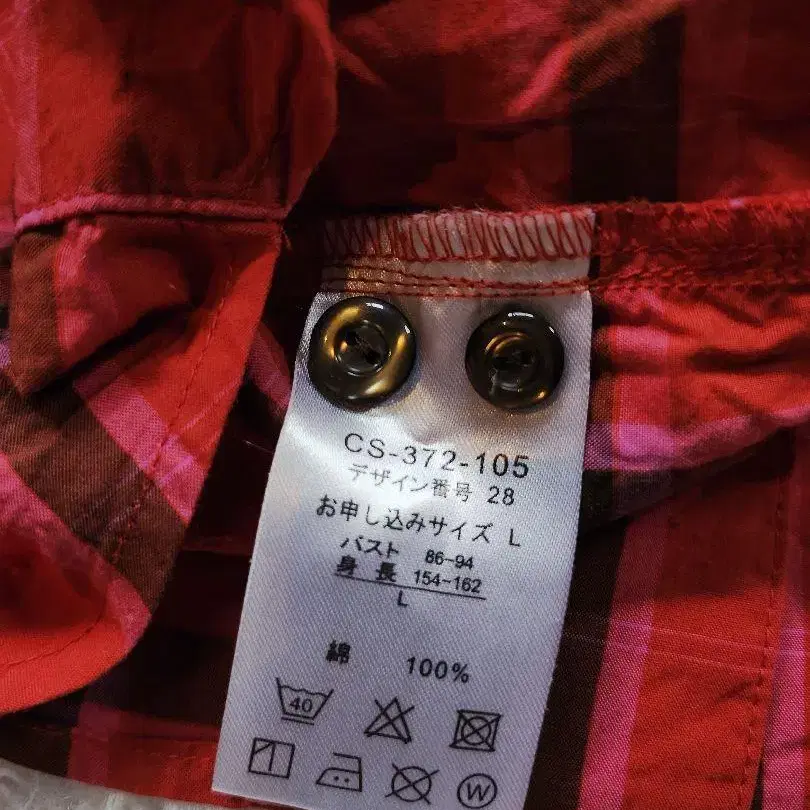 CS-372-105
デザイン番号 28
お申し込みサイズ L
バスト 86-94
身長 154-162
L
綿 100%
40
W